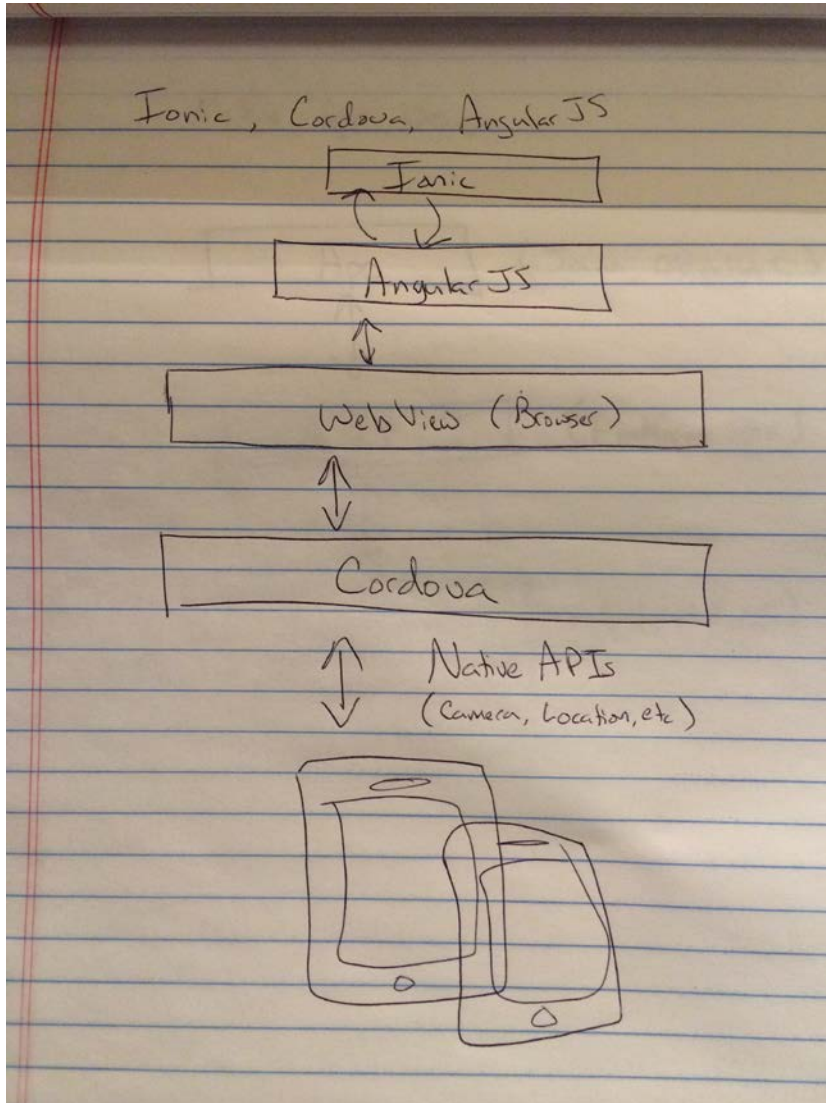 Ionic, Cordova, AngularJS
Ionic
AngularJS
WebView (Browser)
Cordova
Native APIs
(Camera, Location, etc)